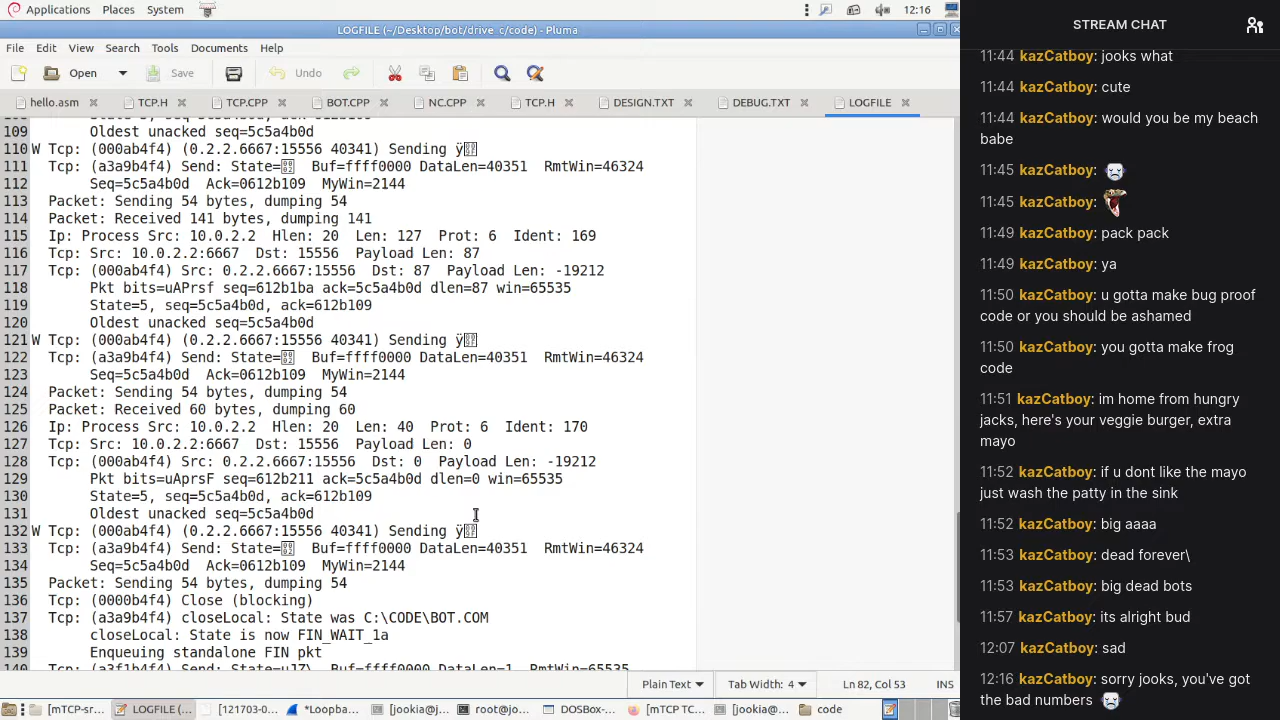 Applications Places System 12:16
LOGFILE (~/Desktop/bot/drive_c/code) - Pluma
File Edit View Search Tools Documents Help
Open Save Undo
hello.asm TCP.H TCP.CPP BOT.CPP NC.CPP TCP.H DESIGN.TXT DEBUG.TXT LOGFILE
109 Oldest unacked seq=5c5a4b0d
110 W Tcp: (000ab4f4) (0.2.2.6667:15556 40341) Sending ÿ
111 Tcp: (a3a9b4f4) Send: State= Buf=ffff0000 DataLen=40351 RmtWin=46324
112 Seq=5c5a4b0d Ack=0612b109 MyWin=2144
113 Packet: Sending 54 bytes, dumping 54
114 Packet: Received 141 bytes, dumping 141
115 Ip: Process Src: 10.0.2.2 Hlen: 20 Len: 127 Prot: 6 Ident: 169
116 Tcp: Src: 10.0.2.2:6667 Dst: 15556 Payload Len: 87
117 Tcp: (000ab4f4) Src: 0.2.2.6667:15556 Dst: 87 Payload Len: -19212
118 Pkt bits=uAPrsf seq=612b1ba ack=5c5a4b0d dlen=87 win=65535
119 State=5, seq=5c5a4b0d, ack=612b109
120 Oldest unacked seq=5c5a4b0d
121 W Tcp: (000ab4f4) (0.2.2.6667:15556 40341) Sending ÿ
122 Tcp: (a3a9b4f4) Send: State= Buf=ffff0000 DataLen=40351 RmtWin=46324
123 Seq=5c5a4b0d Ack=0612b109 MyWin=2144
124 Packet: Sending 54 bytes, dumping 54
125 Packet: Received 60 bytes, dumping 60
126 Ip: Process Src: 10.0.2.2 Hlen: 20 Len: 40 Prot: 6 Ident: 170
127 Tcp: Src: 10.0.2.2:6667 Dst: 15556 Payload Len: 0
128 Tcp: (000ab4f4) Src: 0.2.2.6667:15556 Dst: 0 Payload Len: -19212
129 Pkt bits=uAprsF seq=612b211 ack=5c5a4b0d dlen=0 win=65535
130 State=5, seq=5c5a4b0d, ack=612b109
131 Oldest unacked seq=5c5a4b0d
132 W Tcp: (000ab4f4) (0.2.2.6667:15556 40341) Sending ÿ
133 Tcp: (a3a9b4f4) Send: State= Buf=ffff0000 DataLen=40351 RmtWin=46324
134 Seq=5c5a4b0d Ack=0612b109 MyWin=2144
135 Packet: Sending 54 bytes, dumping 54
136 Tcp: (0000b4f4) Close (blocking)
137 Tcp: (a3a9b4f4) closeLocal: State was C:\CODE\BOT.COM
138 closeLocal: State is now FIN_WAIT_1a
139 Enqueuing standalone FIN pkt
Plain Text Tab Width: 4 Ln 82, Col 53 INS
[mTCP-sr... LOGFILE (... [121703-0... *Loopba... [jookia@... root@jo... DOSBox-... [mTCP TC... [jookia@... code
STREAM CHAT
11:44 kazCatboy: jooks what
11:44 kazCatboy: cute
11:44 kazCatboy: would you be my beach
babe
11:45 kazCatboy:
11:45 kazCatboy:
11:49 kazCatboy: pack pack
11:49 kazCatboy: ya
11:50 kazCatboy: u gotta make bug proof
code or you should be ashamed
11:50 kazCatboy: you gotta make frog
code
11:51 kazCatboy: im home from hungry
jacks, here's your veggie burger, extra
mayo
11:52 kazCatboy: if u dont like the mayo
just wash the patty in the sink
11:52 kazCatboy: big aaaa
11:53 kazCatboy: dead forever\
11:53 kazCatboy: big dead bots
11:57 kazCatboy: its alright bud
12:07 kazCatboy: sad
12:16 kazCatboy: sorry jooks, you've got
the bad numbers